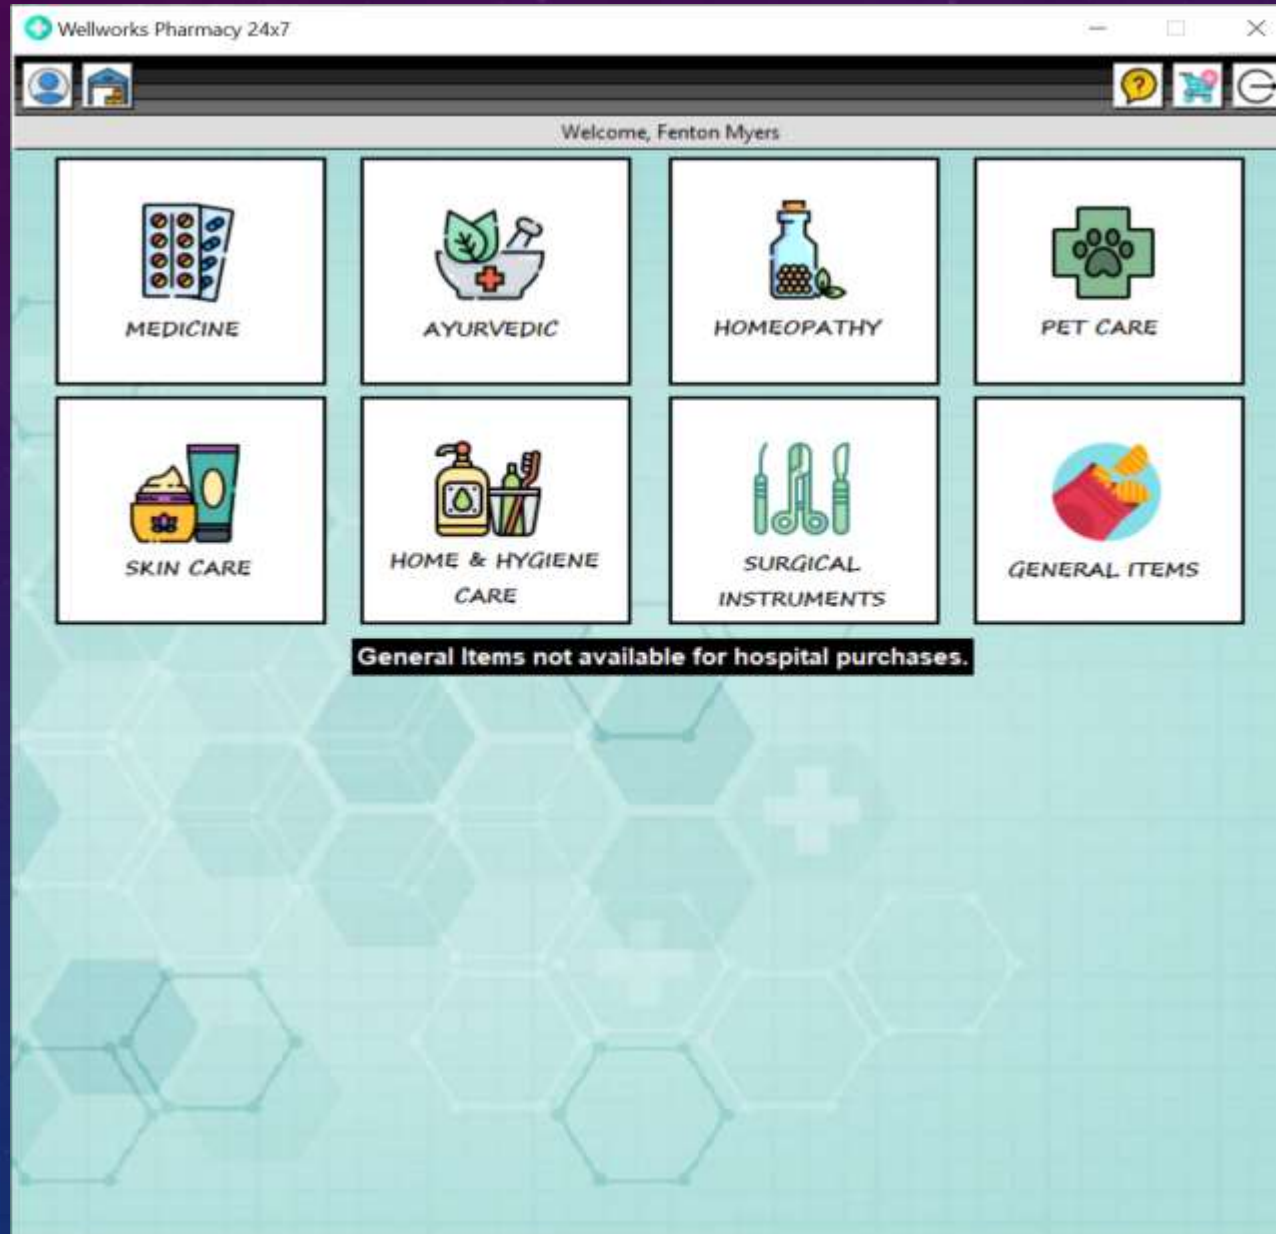 Wellworks Pharmacy 24x7
Welcome, Fenton Myers
MEDICINE
AYURVEDIC
HOMEOPATHY
PET CARE
SKIN CARE
HOME & HYGIENE
CARE
SURGICAL
INSTRUMENTS
GENERAL ITEMS
General Items not available for hospital purchases.